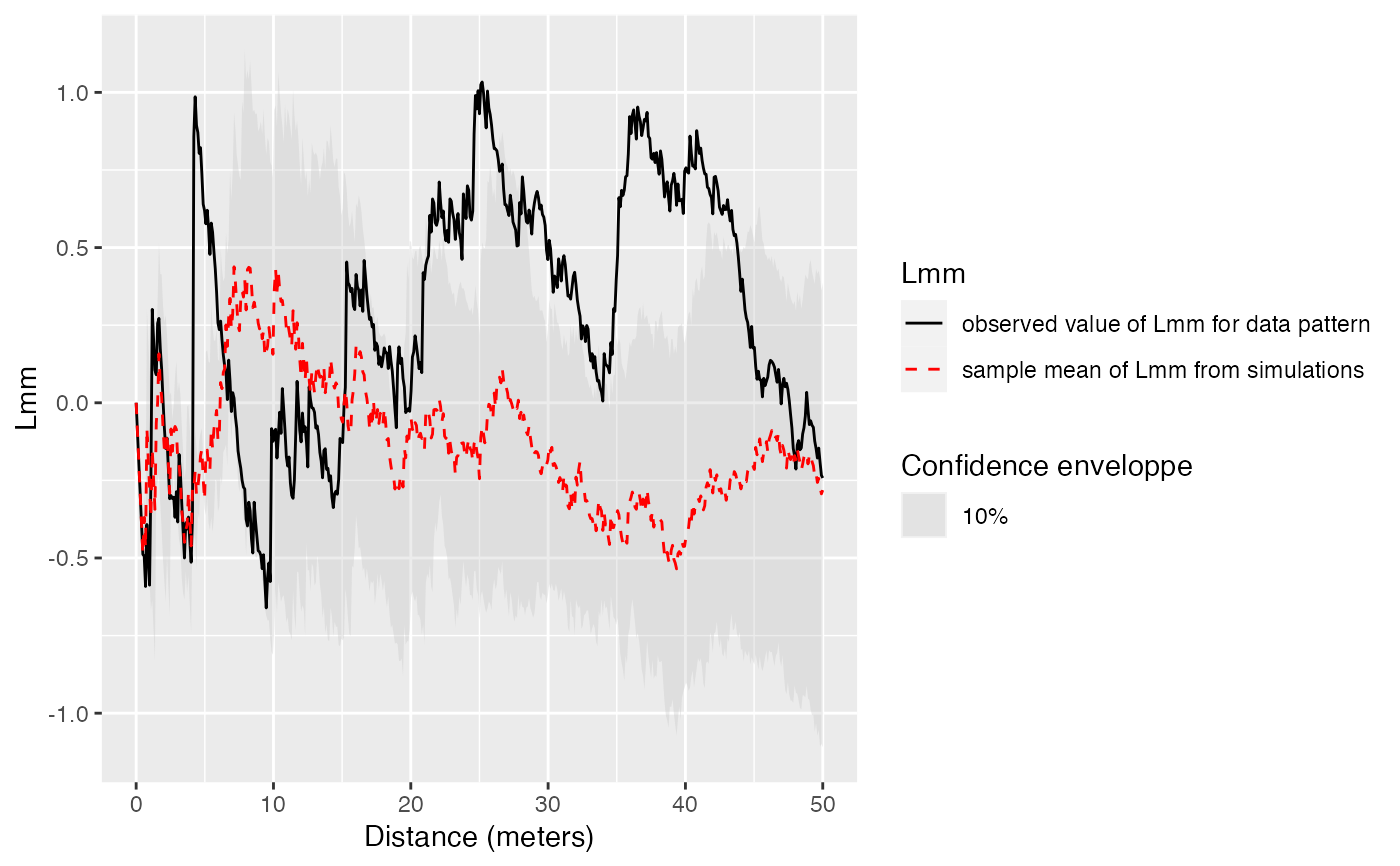 1.0
0.5
0.0
-0.5
-1.0
Lmm
0 10 20 30 40 50
Distance (meters)
Lmm
observed value of Lmm for data pattern
sample mean of Lmm from simulations
Confidence enveloppe
10%